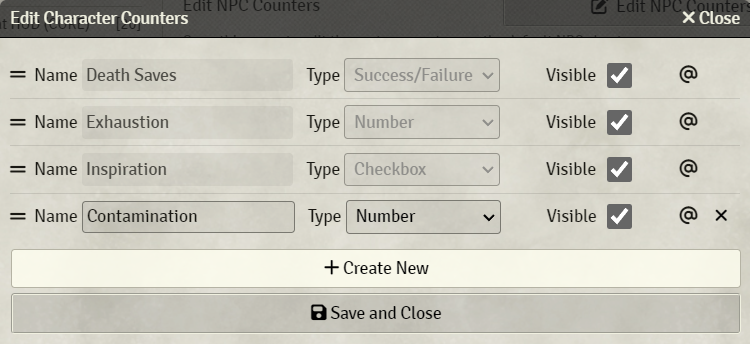 Edit NPC Counters
Edit NPC Counters
Edit Character Counters
Close
Name Death Saves Type Success/Failure Visible @
Name Exhaustion Type Number Visible @
Name Inspiration Type Checkbox Visible @
Name Contamination Type Number Visible @
Create New
Save and Close